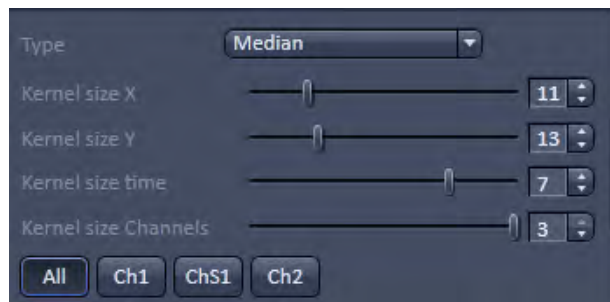 Type Median
Kernel size X 11
Kernel size Y 13
Kernel size time 7
Kernel size Channels 3
All Ch1 ChS1 Ch2